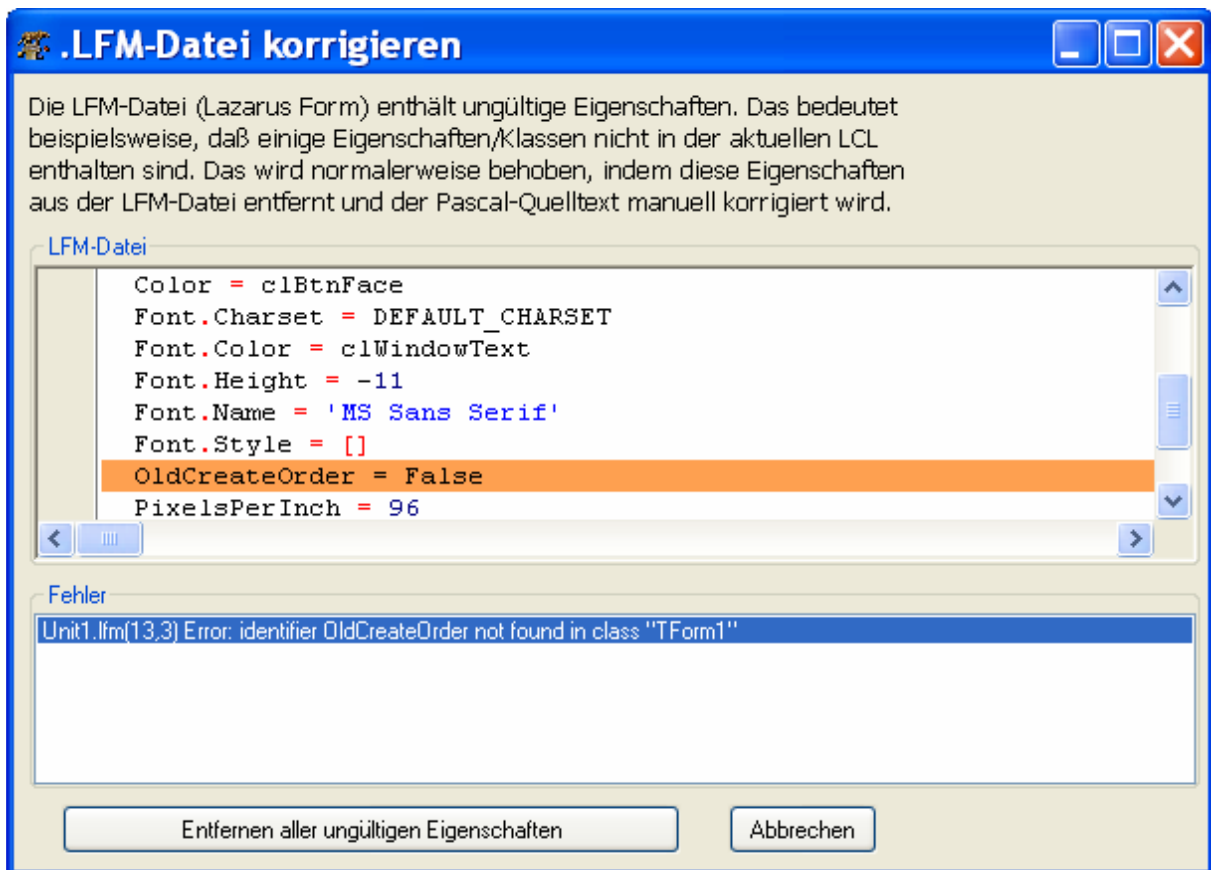 .LFM-Datei korrigieren
Die LFM-Datei (Lazarus Form) enthält ungültige Eigenschaften. Das bedeutet
beispielsweise, daß einige Eigenschaften/Klassen nicht in der aktuellen LCL
enthalten sind. Das wird normalerweise behoben, indem diese Eigenschaften
aus der LFM-Datei entfernt und der Pascal-Quelltext manuell korrigiert wird.
LFM-Datei
Color = clBtnFace
Font.Charset = DEFAULT_CHARSET
Font.Color = clWindowText
Font.Height = -11
Font.Name = 'MS Sans Serif'
Font.Style = []
OldCreateOrder = False
PixelsPerInch = 96
Fehler
Unit1.lfm(13,3) Error: identifier OldCreateOrder not found in class "TForm1"
Entfernen aller ungültigen Eigenschaften
Abbrechen